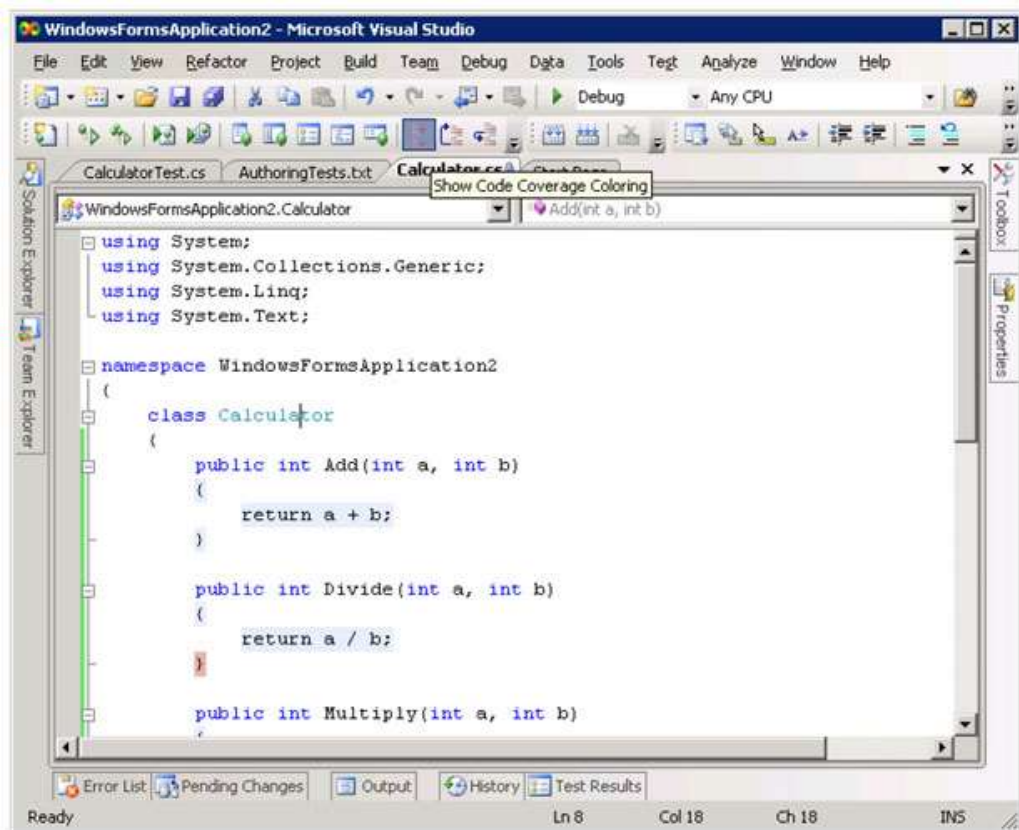 WindowsFormsApplication2 - Microsoft Visual Studio
File Edit View Refactor Project Build Team Debug Data Tools Test Analyze Window Help
Debug Any CPU
CalculatorTest.cs AuthoringTests.txt Calculator.cs Start Page
Show Code Coverage Coloring
WindowsFormsApplication2.Calculator Add(int a, int b)
Solution Explorer
Team Explorer
using System;
using System.Collections.Generic;
using System.Linq;
using System.Text;
namespace WindowsFormsApplication2
{
class Calculator
{
public int Add(int a, int b)
{
return a + b;
}
public int Divide(int a, int b)
{
return a / b;
}
public int Multiply(int a, int b)
{
Toolbox
Properties
Error List Pending Changes Output History Test Results
Ready Ln 8 Col 18 Ch 18 INS